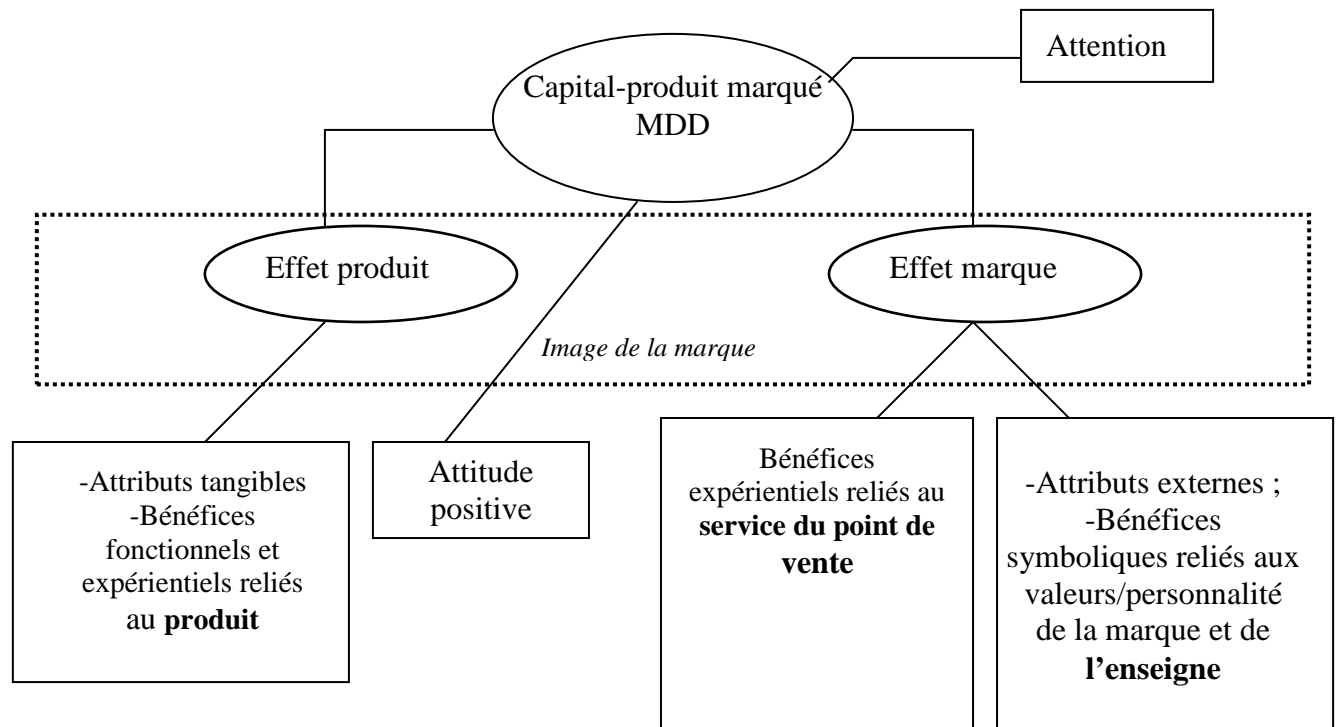 Attention
Capital-produit marqué
MDD
Effet produit
Effet marque
Image de la marque
-Attributs tangibles
-Bénéfices
fonctionnels et
expérientiels reliés
au produit
Attitude
positive
Bénéfices
expérientiels reliés au
service du point de
vente
-Attributs externes ;
-Bénéfices
symboliques reliés aux
valeurs/personnalité
de la marque et de
l’enseigne